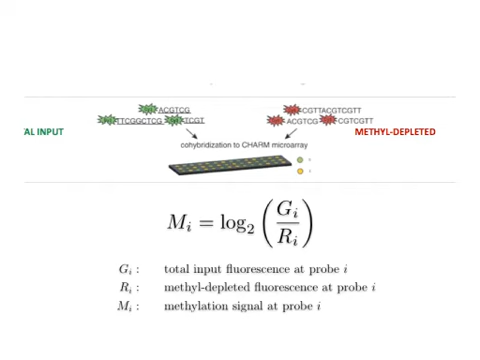 ACGTCG
TTCGGCTCG TCGT
CGTTACGTCGTT
ACGTCG CGTCGTT
AL INPUT
METHYL-DEPLETED
cohybridization to CHARM microarray
M_i = log_2 (G_i / R_i)
G_i : total input fluorescence at probe i
R_i : methyl-depleted fluorescence at probe i
M_i : methylation signal at probe i